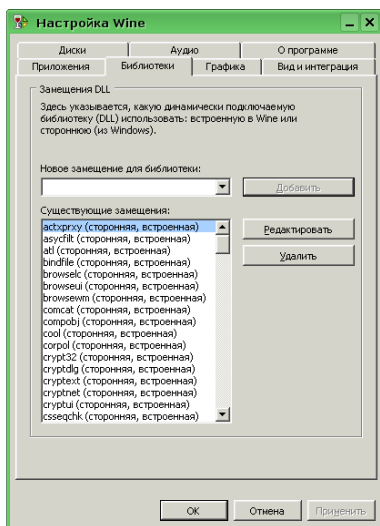 Настройка Wine
Диски
Аудио
О программе
Приложения
Библиотеки
Графика
Вид и интеграция
Замещения DLL
Здесь указывается, какую динамически подключаемую
библиотеку (DLL) использовать: встроенную в Wine или
стороннюю (из Windows).
Новое замещение для библиотеки:
Добавить
Существующие замещения:
actxprxy (сторонняя, встроенная)
asycfilt (сторонняя, встроенная)
atl (сторонняя, встроенная)
bindfile (сторонняя, встроенная)
browselc (сторонняя, встроенная)
browseui (сторонняя, встроенная)
browsewm (сторонняя, встроенная)
comcat (сторонняя, встроенная)
compobj (сторонняя, встроенная)
cool (сторонняя, встроенная)
corpol (сторонняя, встроенная)
crypt32 (сторонняя, встроенная)
cryptdlg (сторонняя, встроенная)
cryptext (сторонняя, встроенная)
cryptnet (сторонняя, встроенная)
cryptui (сторонняя, встроенная)
csseqchk (сторонняя, встроенная)
Редактировать
Удалить
OK
Отмена
Применить